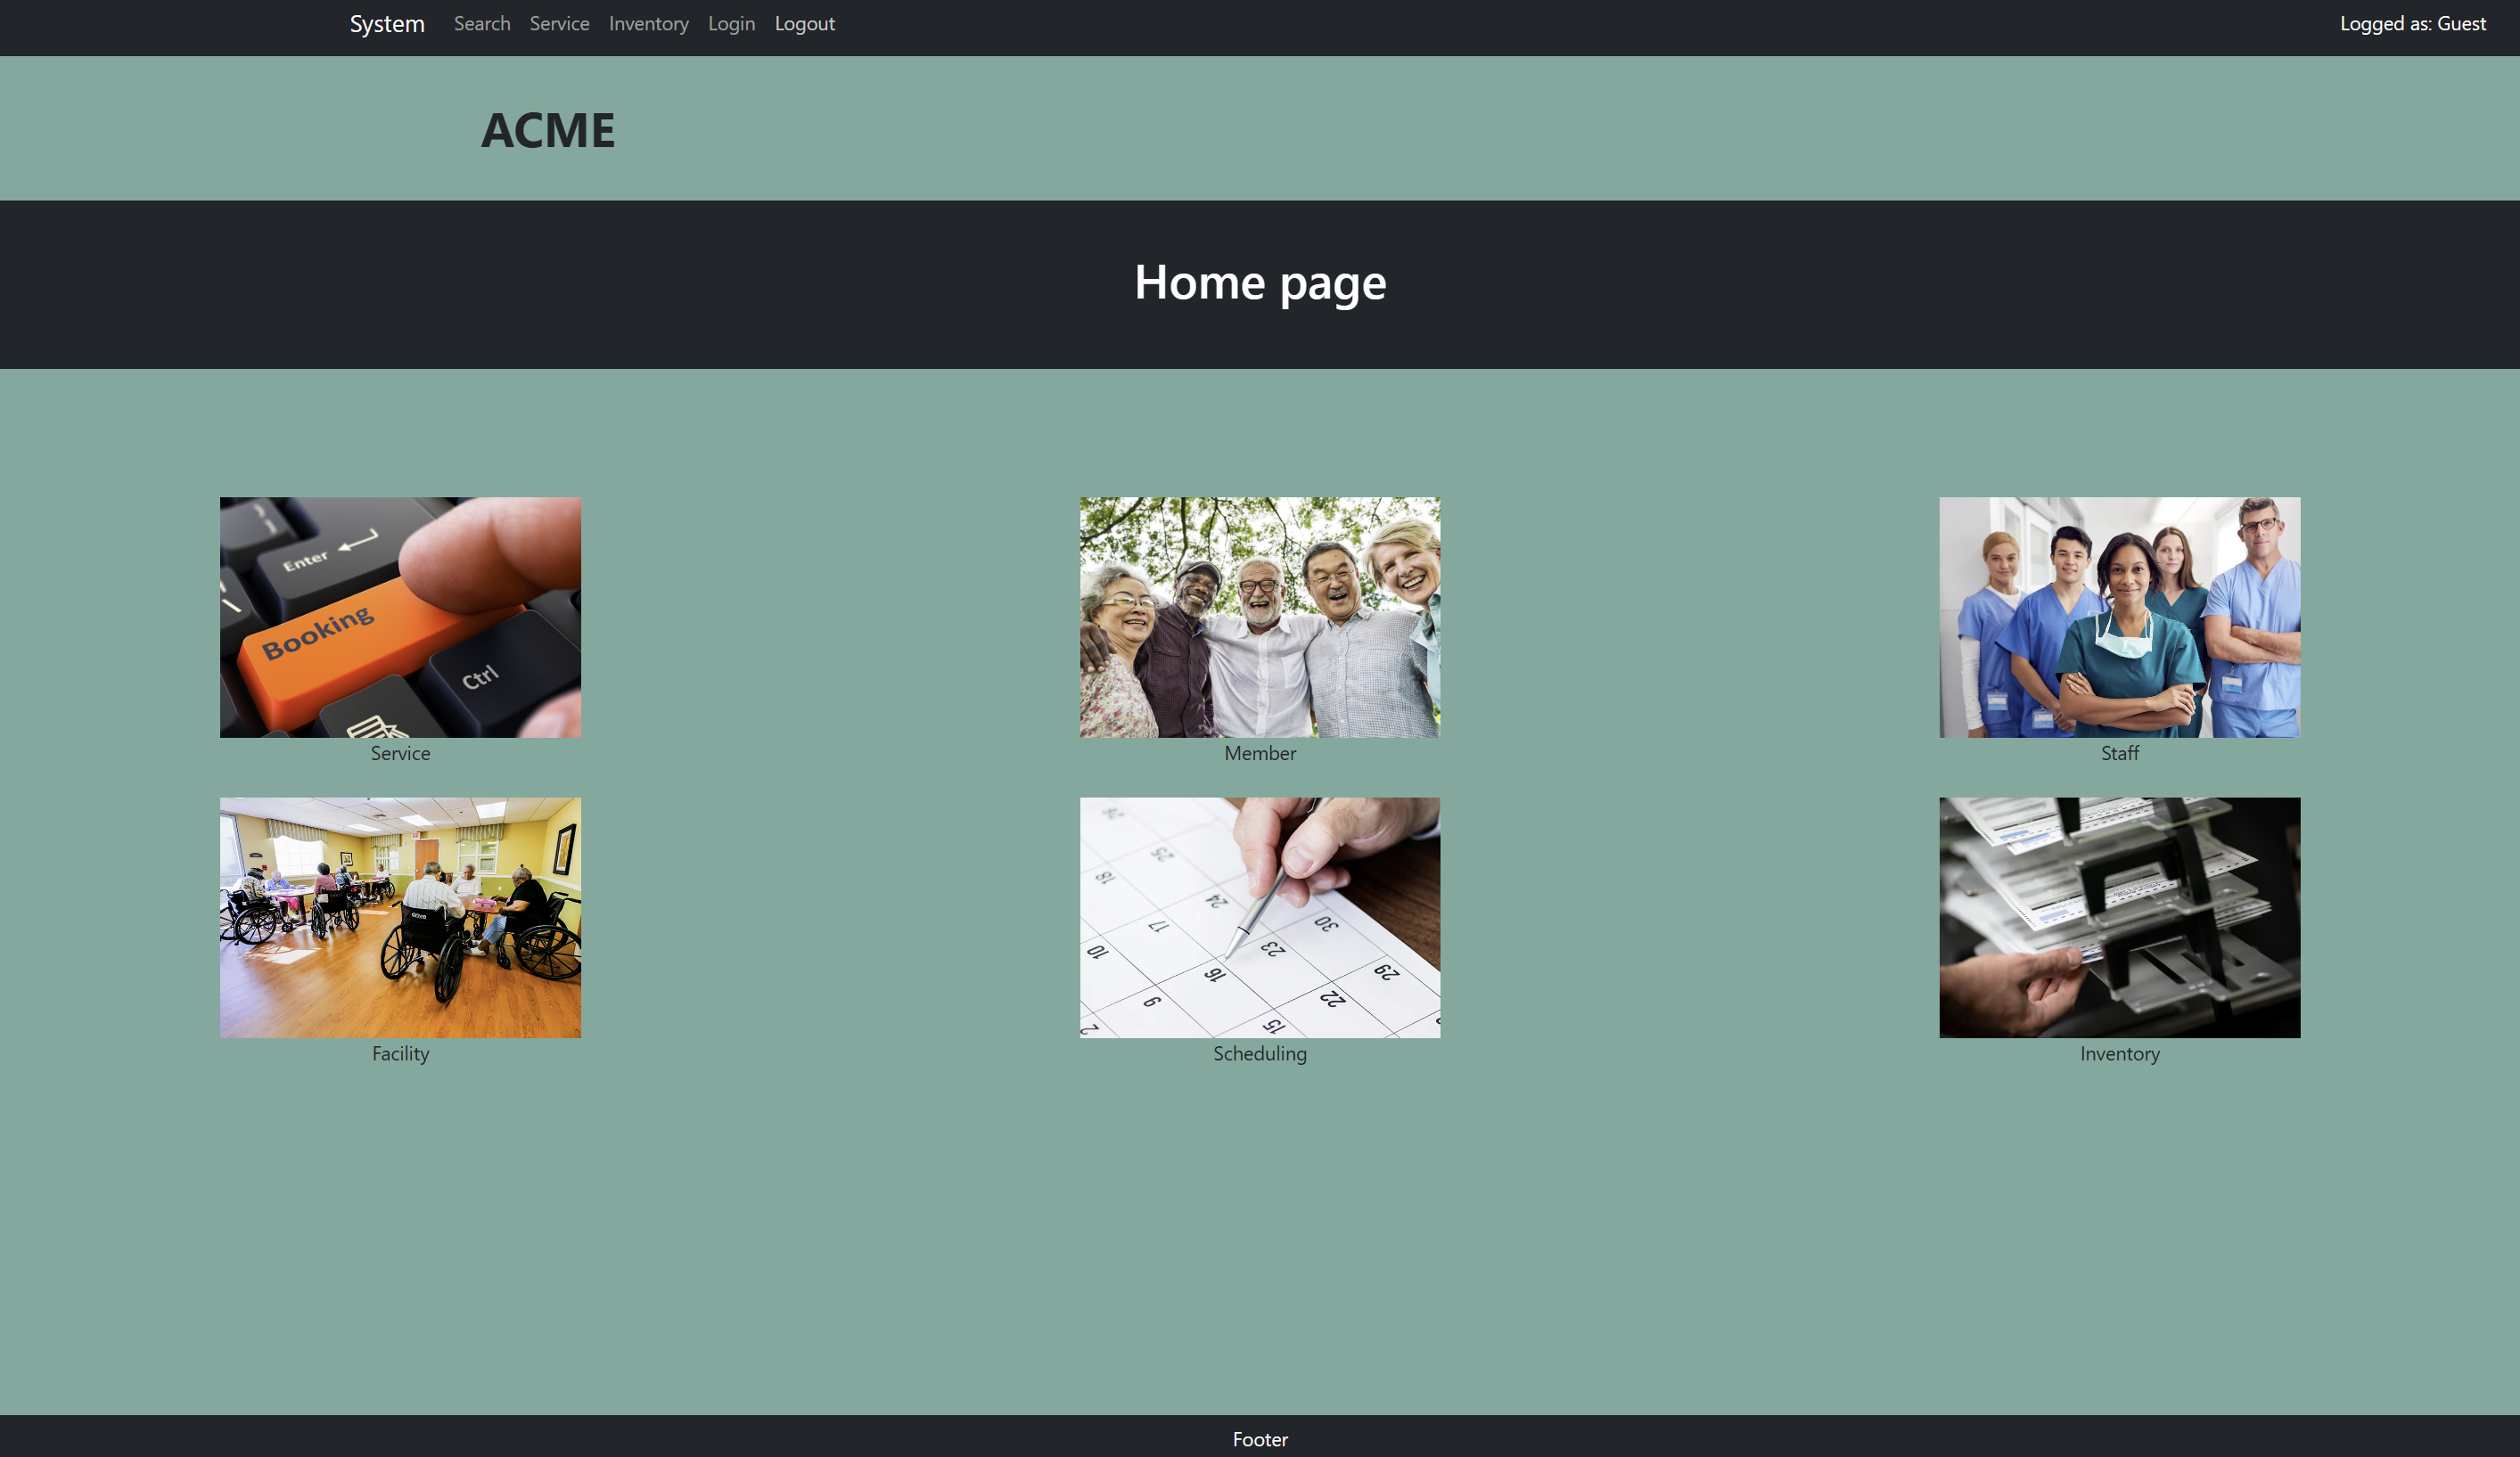 System Search Service Inventory Login Logout Logged as: Guest
ACME
Home page
Enter
Booking
Ctrl
Service
Member
Staff
25
18
24
30
17
23
10
16
29
9
22
2
15
Facility
Scheduling
Inventory
Footer